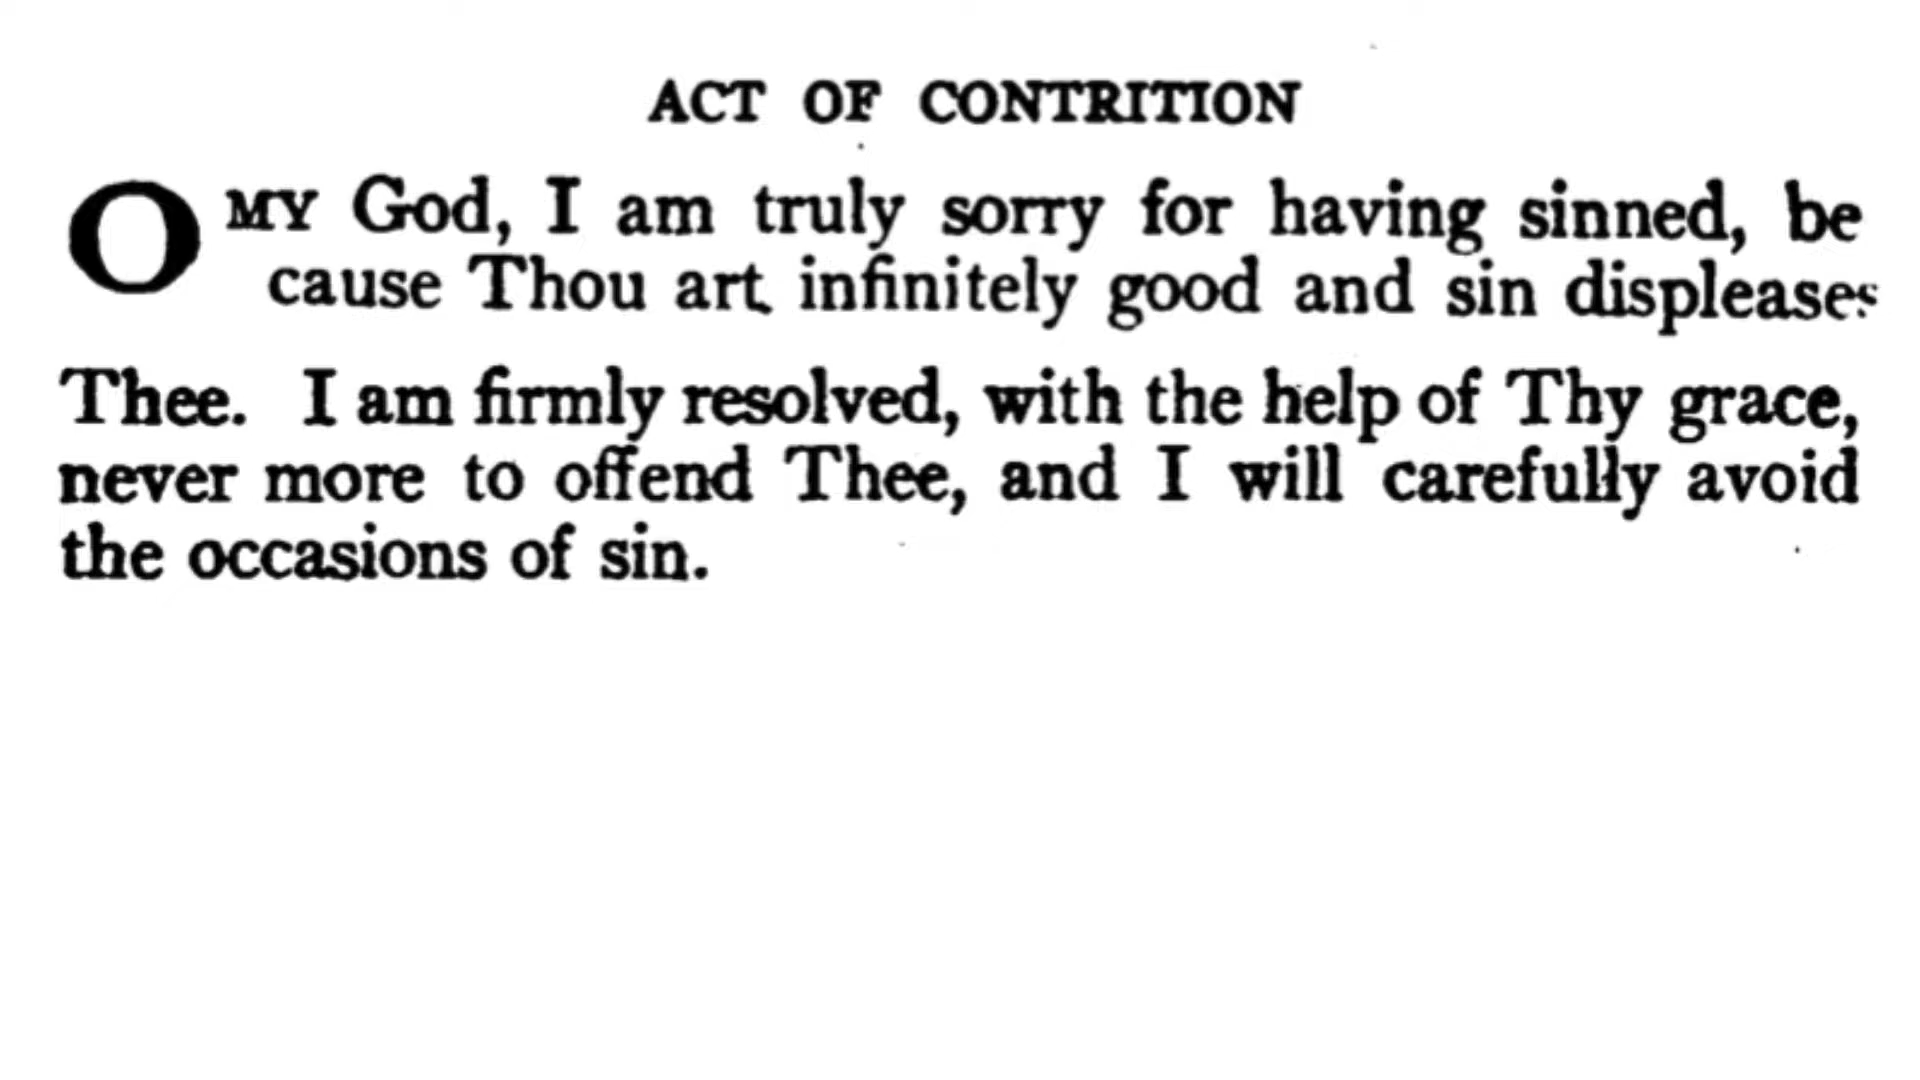 ACT OF CONTRITION
O MY God, I am truly sorry for having sinned, be
cause Thou art infinitely good and sin displeases
Thee. I am firmly resolved, with the help of Thy grace,
never more to offend Thee, and I will carefully avoid
the occasions of sin.